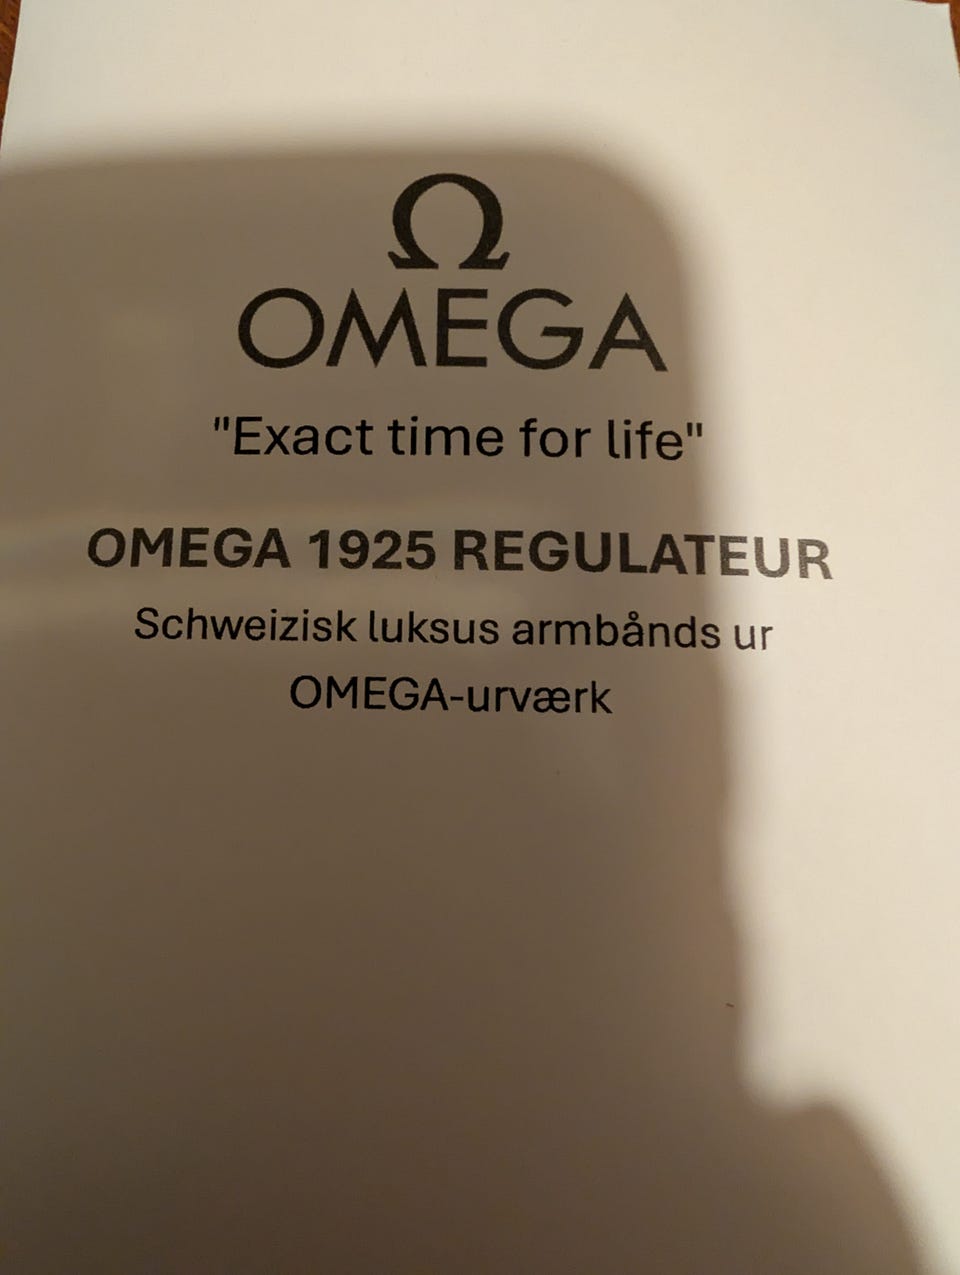 Ω
OMEGA
"Exact time for life"
OMEGA 1925 REGULATEUR
Schweizisk luksus armbånds ur
OMEGA-urværk